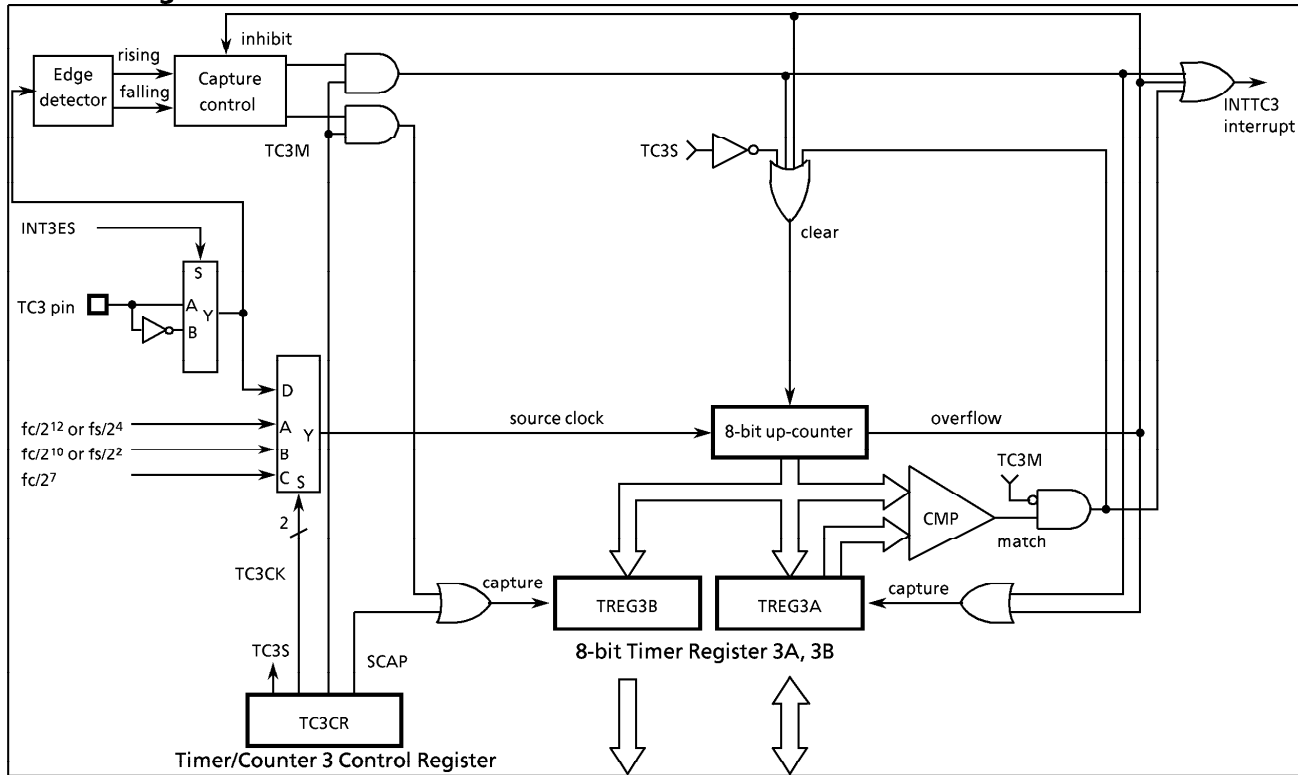 inhibit
rising
Edge
detector
falling
Capture
control
TC3M
INTTC3
interrupt
TC3S
clear
INT3ES
S
TC3 pin
A
Y
B
D
fc/2¹² or fs/2⁴
A
Y
source clock
8-bit up-counter
overflow
fc/2¹⁰ or fs/2²
B
fc/2⁷
C
S
TC3M
2
CMP
match
TC3CK
capture
TREG3B
TREG3A
capture
8-bit Timer Register 3A, 3B
TC3S
SCAP
TC3CR
Timer/Counter 3 Control Register